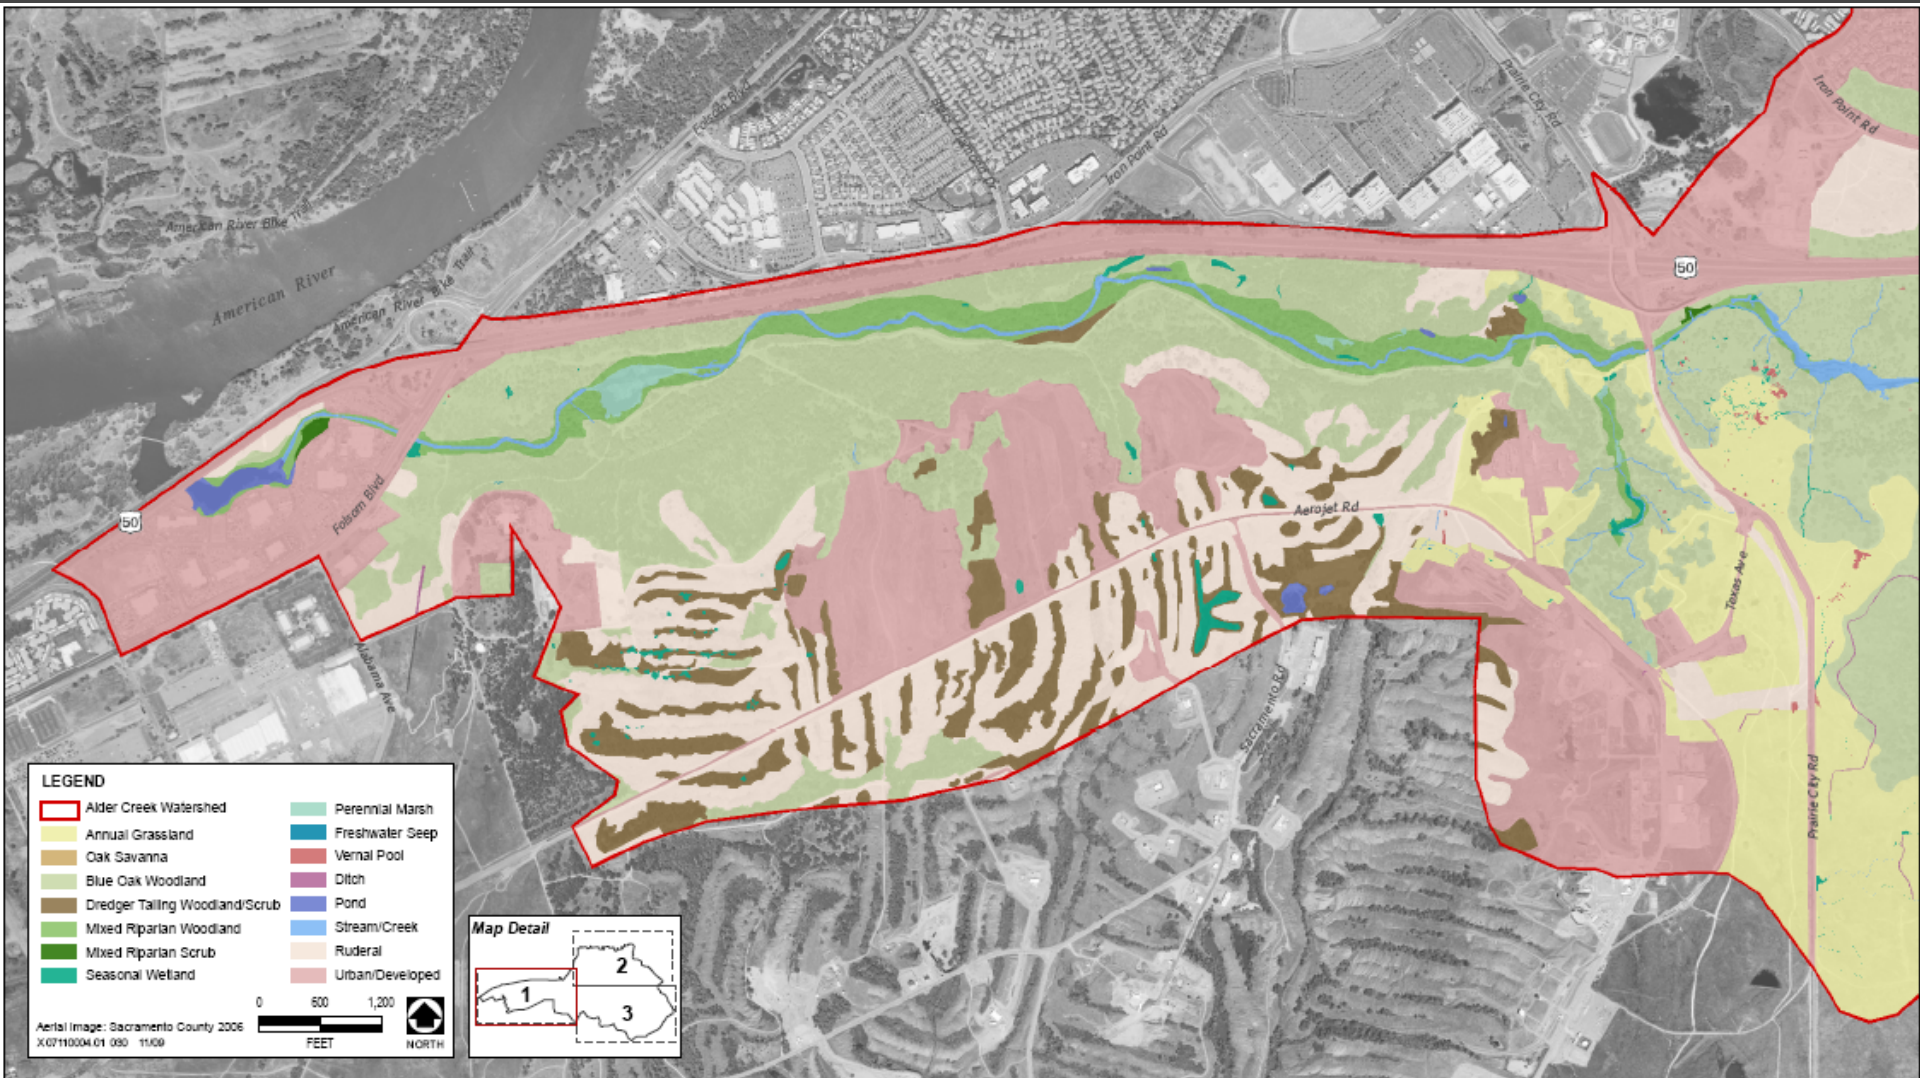 Folsom Blvd
Black Diamond Dr
Iron Point Rd
Prairie City Rd
Iron Point Rd
American River Bike Trail
American River
American River Bike Trail
50
50
Folsom Blvd
Alabama Ave
Aerojet Rd
Sacramento Rd
Texas Ave
Prairie City Rd
LEGEND
Alder Creek Watershed
Annual Grassland
Oak Savanna
Blue Oak Woodland
Dredger Tailing Woodland/Scrub
Mixed Riparian Woodland
Mixed Riparian Scrub
Seasonal Wetland
Perennial Marsh
Freshwater Seep
Vernal Pool
Ditch
Pond
Stream/Creek
Ruderal
Urban/Developed
0 600 1,200
FEET
NORTH
Aerial Image: Sacramento County 2006
X07110004.01 030 11/09
Map Detail
1
2
3